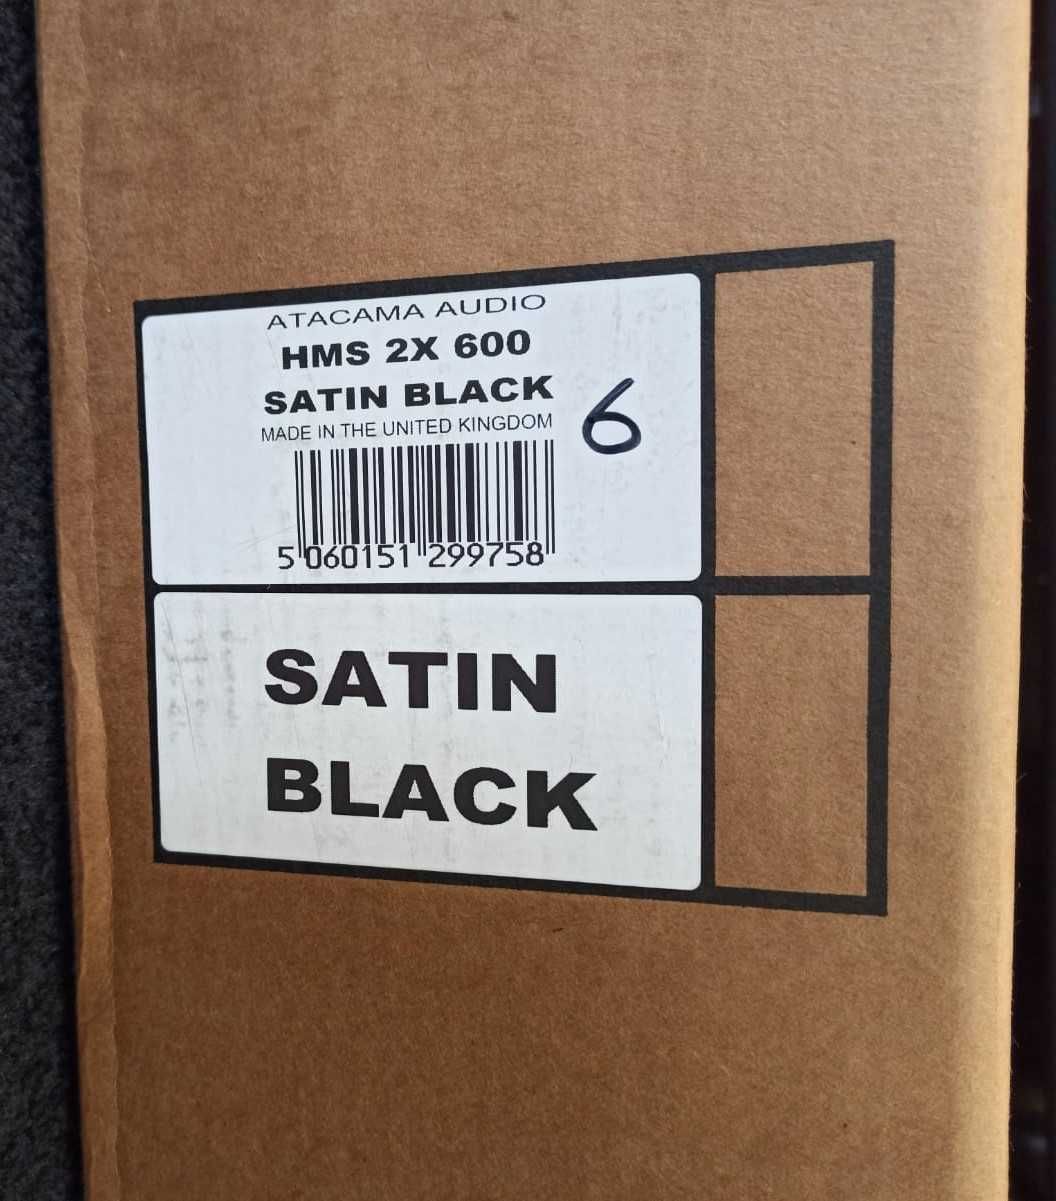 ATACAMA AUDIO
HMS 2X 600
SATIN BLACK
MADE IN THE UNITED KINGDOM
6
5 060151 299758
SATIN
BLACK